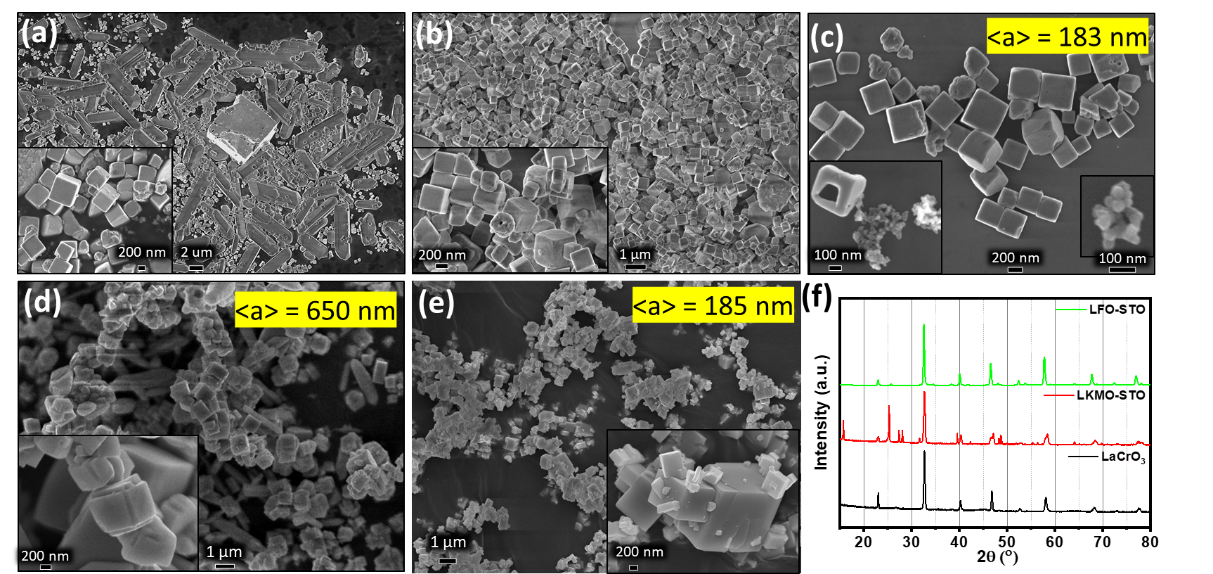 (a)
200 nm
2 um
(b)
200 nm
1 µm
(c)
<a> = 183 nm
100 nm
200 nm
100 nm
(d)
<a> = 650 nm
200 nm
1 µm
(e)
<a> = 185 nm
1 µm
200 nm
(f)
LFO-STO
LKMO-STO
LaCrO₃
Intensity (a.u.)
20 30 40 50 60 70 80
2θ (°)